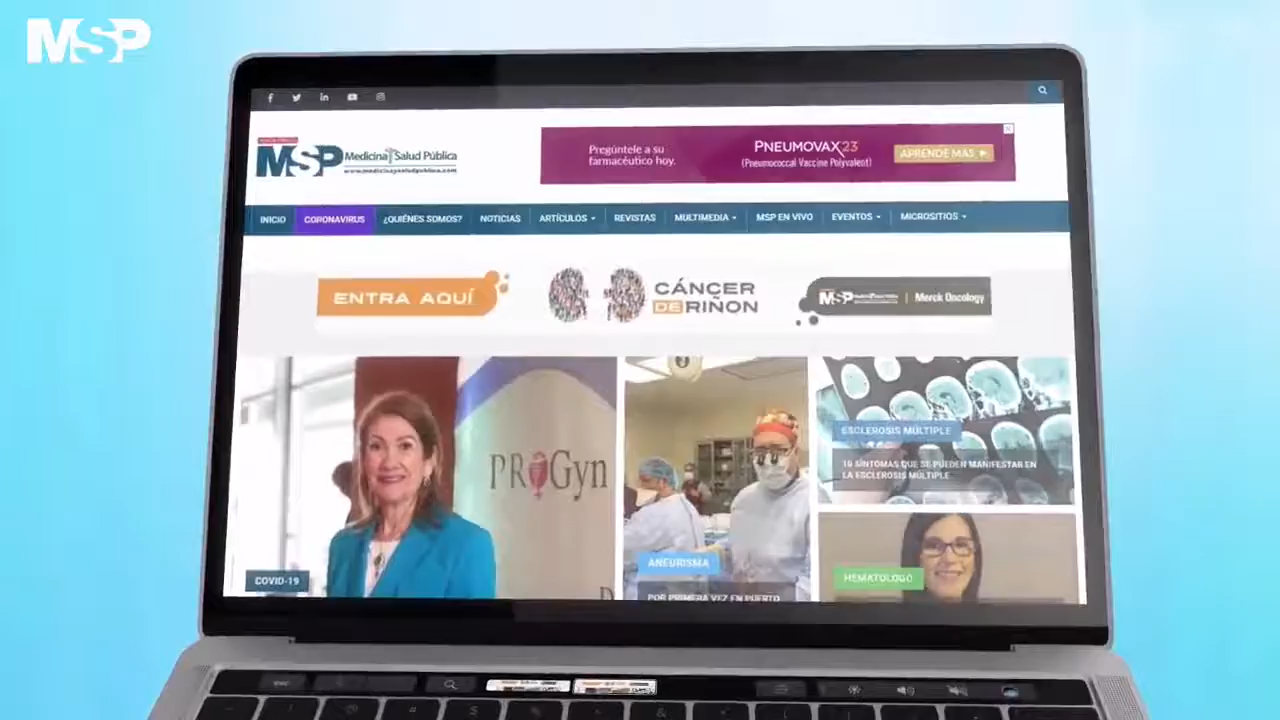 MSP
MSP Medicina y Salud Pública
www.medicinaysaludpublica.com
Pregúntele a su
farmacéutico hoy.
PNEUMOVAX 23
(Pneumococcal Vaccine Polyvalent)
APRENDE MÁS
INICIO CORONAVIRUS ¿QUIÉNES SOMOS? NOTICIAS ARTÍCULOS REVISTAS MULTIMEDIA MSP EN VIVO EVENTOS MICROSITIOS
ENTRA AQUÍ
CÁNCER
DE RIÑON
MSP | Merck Oncology
PROGyn
COVID-19
ANEURISMA
POR PRIMERA VEZ EN PUERTO
ESCLEROSIS MÚLTIPLE
10 SÍNTOMAS QUE SE PUEDEN MANIFESTAR EN
LA ESCLEROSIS MÚLTIPLE
HEMATOLOGO